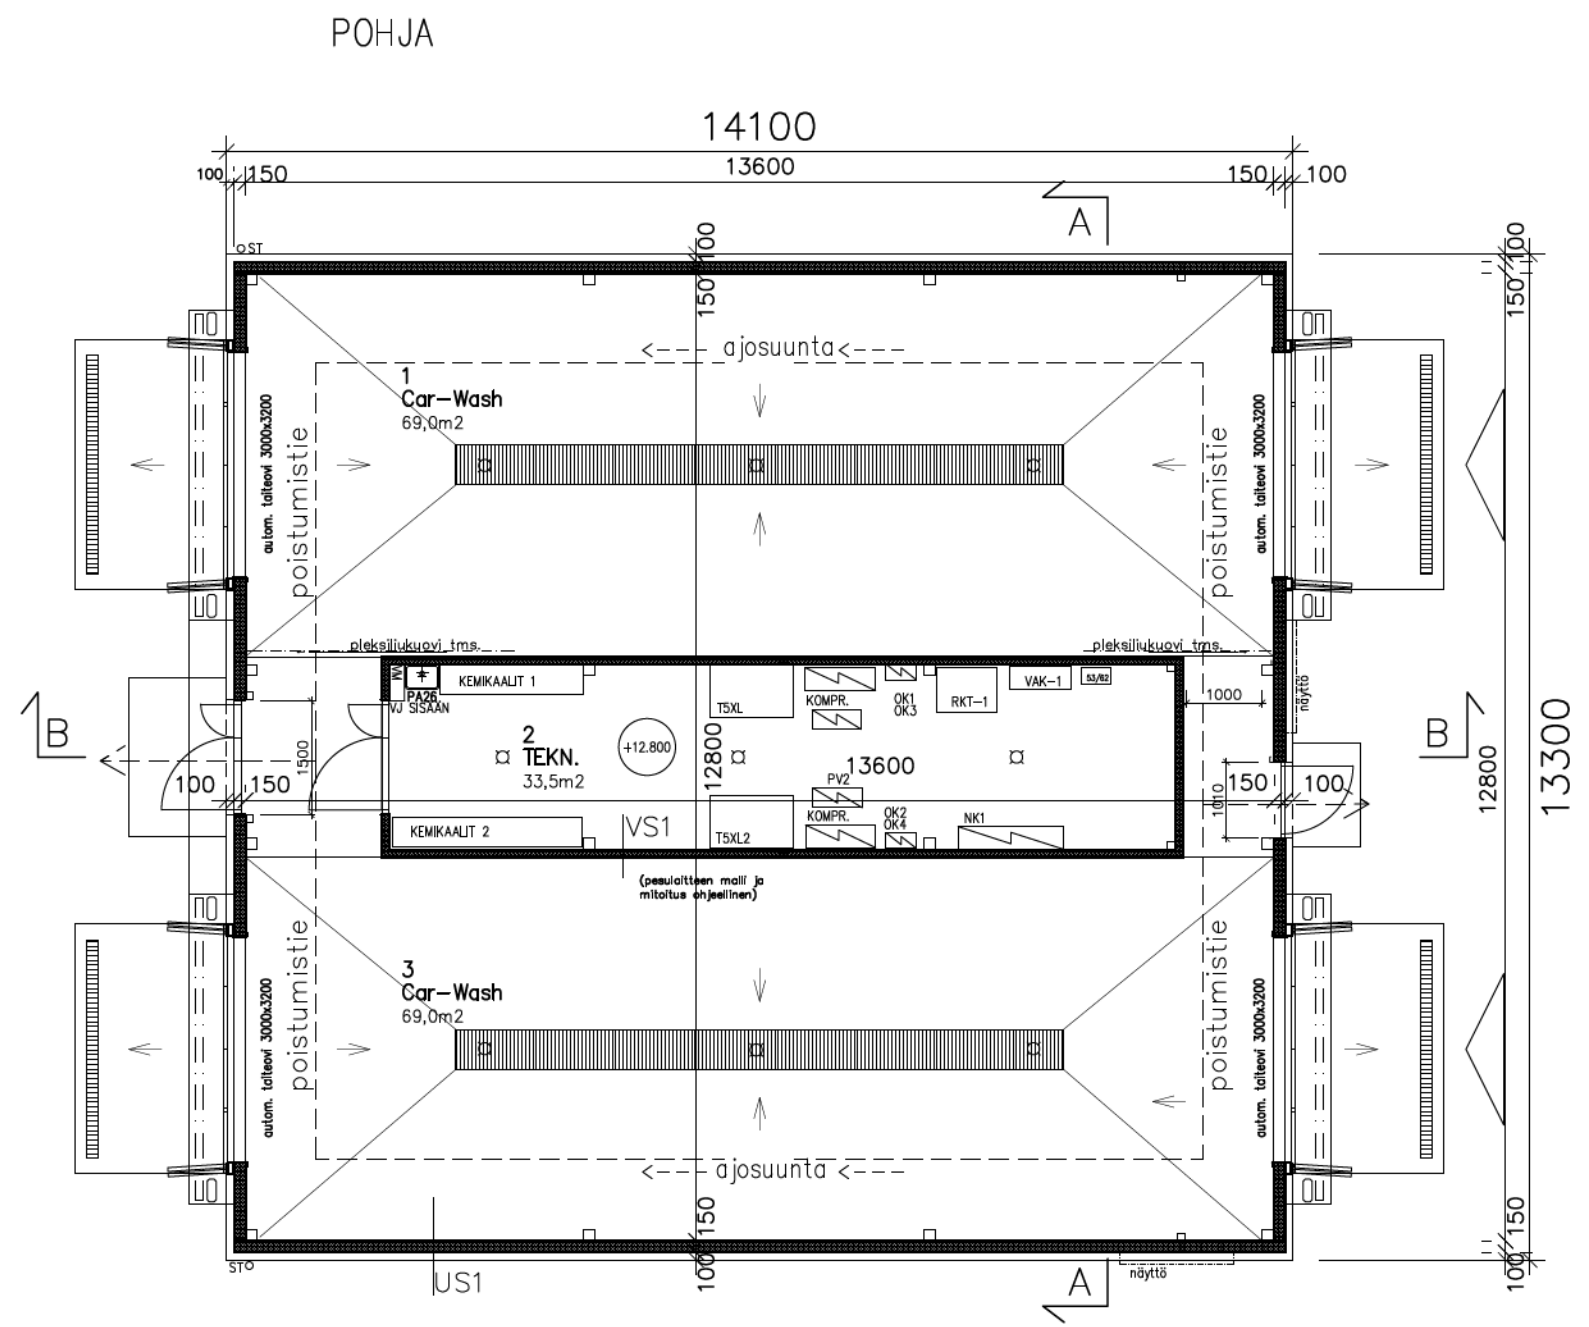 POHJA
14100
13600
100 150
150 100
A
100
150
100
150
ST
ajosuunta
1
Car-Wash
69,0m2
autom. taiteovi 3000x3200
poistumistie
poistumistie
autom. taiteovi 3000x3200
pleksiliukuovi tms.
pleksiliukuovi tms.
VM
PA26
VJ SISÄÄN
KEMIKAALIT 1
T5XL
KOMPR.
OK1
OK3
RKT-1
VAK-1
53/62
1000
näyttö
B
B
2
TEKN.
33,5m2
+12.800
12800
13600
1500
100 150
150 100
1010
12800
13300
PV2
KOMPR.
OK2
OK4
NK1
KEMIKAALIT 2
VS1
T5XL2
(pesulaitteen malli ja
mitoitus ohjeellinen)
3
Car-Wash
69,0m2
autom. taiteovi 3000x3200
poistumistie
poistumistie
autom. taiteovi 3000x3200
ajosuunta
150
100
150
100
ST
US1
A
näyttö